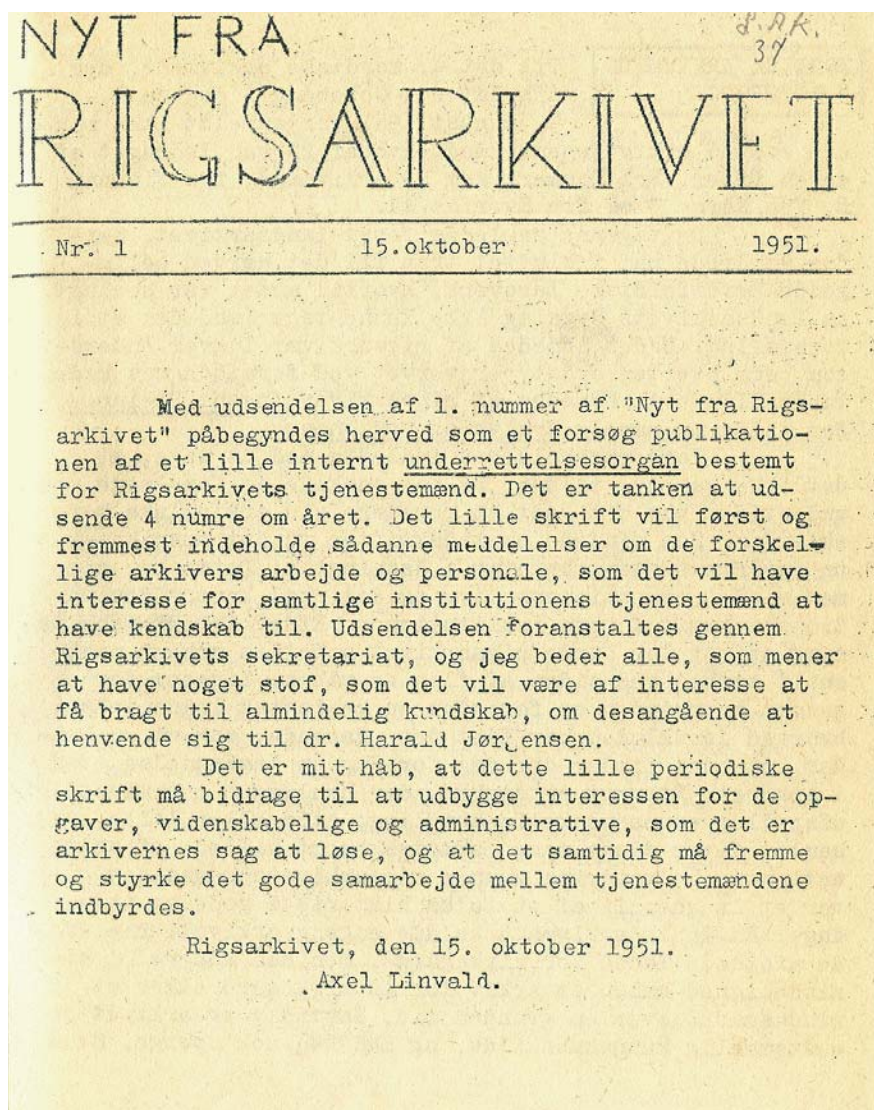 NYT FRA
37
RIGSARKIVET
Nr. 1 15.oktober 1951.
Med udsendelsen af 1. nummer af "Nyt fra Rigs-
arkivet" påbegyndes herved som et forsøg publikatio-
nen af et lille internt underrettelsesorgan bestemt
for Rigsarkivets tjenestemænd. Det er tanken at ud-
sende 4 numre om året. Det lille skrift vil først og
fremmest indeholde sådanne meddelelser om de forskel-
lige arkivers arbejde og personale, som det vil have
interesse for samtlige institutionens tjenestemænd at
have kendskab til. Udsendelsen foranstaltes gennem
Rigsarkivets sekretariat, og jeg beder alle, som mener
at have noget stof, som det vil være af interesse at
få bragt til almindelig kundskab, om desangående at
henvende sig til dr. Harald Jørgensen.
Det er mit håb, at dette lille periodiske
skrift må bidrage til at udbygge interessen for de op-
gaver, videnskabelige og administrative, som det er
arkivernes sag at løse, og at det samtidig må fremme
og styrke det gode samarbejde mellem tjenestemændene
indbyrdes.
Rigsarkivet, den 15. oktober 1951.
Axel Linvald.